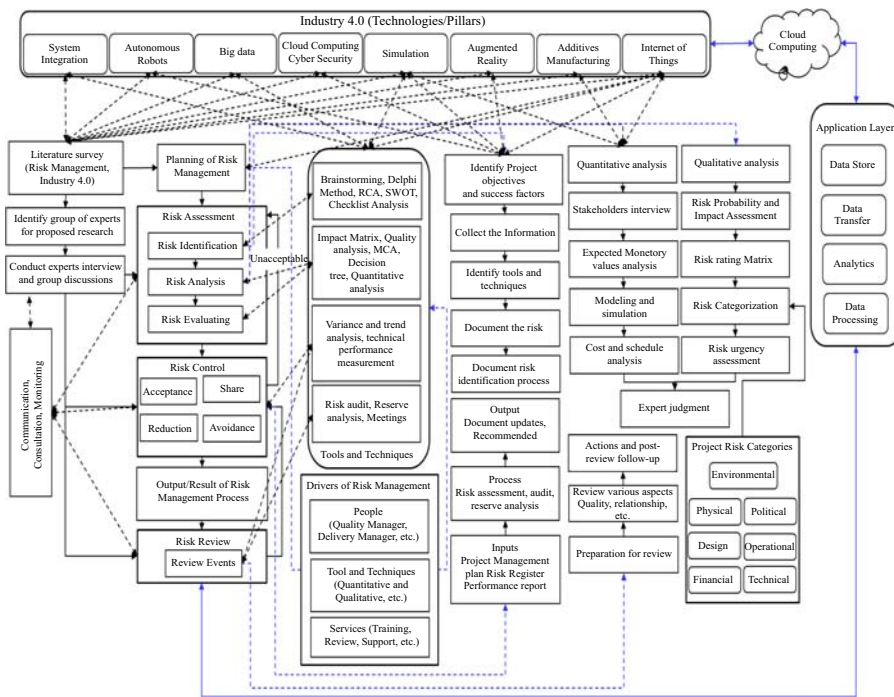 Industry 4.0 (Technologies/Pillars)
System
Integration
Autonomous
Robots
Big data
Cloud Computing
Cyber Security
Simulation
Augmented
Reality
Additives
Manufacturing
Internet of
Things
Cloud
Computing
Application Layer
Data Store
Data
Transfer
Analytics
Data
Processing
Literature survey
(Risk Management,
Industry 4.0)
Identify group of experts
for proposed research
Conduct experts interview
and group discussions
Communication,
Consultation, Monitoring
Planning of Risk
Management
Risk Assessment
Risk Identification
Risk Analysis
Risk Evaluating
Unacceptable
Risk Control
Acceptance
Share
Reduction
Avoidance
Output/Result of Risk
Management Process
Risk Review
Review Events
Brainstorming, Delphi
Method, RCA, SWOT,
Checklist Analysis
Impact Matrix, Quality
analysis, MCA,
Decision
tree, Quantitative
analysis
Variance and trend
analysis, technical
performance
measurement
Risk audit, Reserve
analysis, Meetings
Tools and Techniques
Drivers of Risk Management
People
(Quality Manager,
Delivery Manager, etc.)
Tool and Techniques
(Quantitative and
Qualitative, etc.)
Services (Training,
Review, Support, etc.)
Identify Project
objectives
and success factors
Collect the Information
Identify tools and
techniques
Document the risk
Document risk
identification process
Output
Document updates,
Recommended
Process
Risk assessment, audit,
reserve analysis
Inputs
Project Management
plan Risk Register
Performance report
Quantitative analysis
Stakeholders interview
Expected Monetory
values analysis
Modeling and
simulation
Cost and schedule
analysis
Qualitative analysis
Risk Probability and
Impact Assessment
Risk rating Matrix
Risk Categorization
Risk urgency
assessment
Expert judgment
Actions and post-
review follow-up
Review various aspects
Quality, relationship,
etc.
Preparation for review
Project Risk Categories
Environmental
Physical
Political
Design
Operational
Financial
Technical